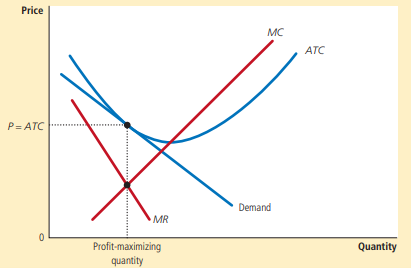 Price
MC
ATC
P = ATC
Demand
MR
0
Profit-maximizing
quantity
Quantity